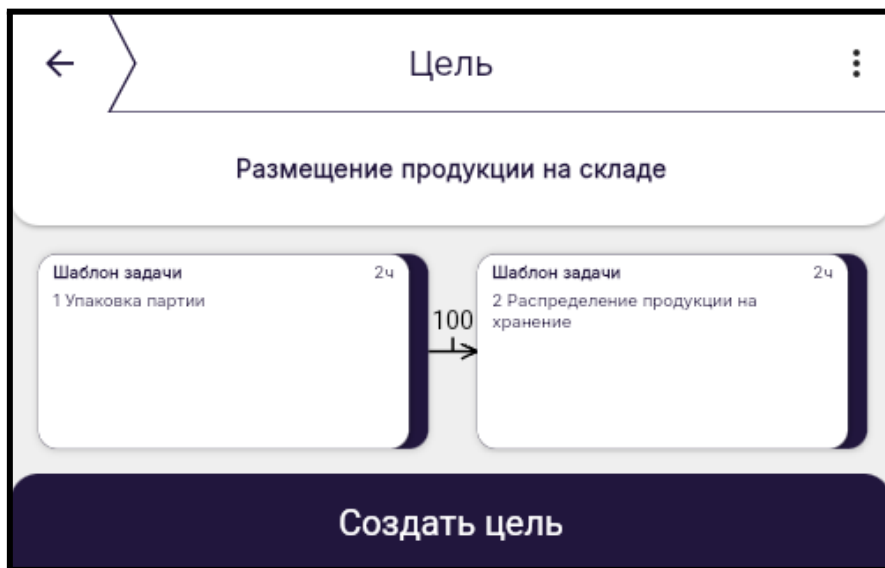 Цель
Размещение продукции на складе
Шаблон задачи 2ч
1 Упаковка партии
100
Шаблон задачи 2ч
2 Распределение продукции на
хранение
Создать цель